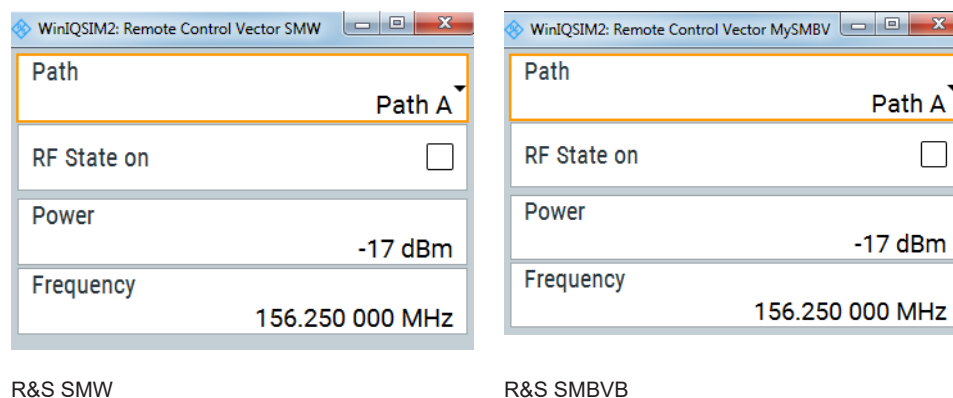 WinIQSIM2: Remote Control Vector SMW
Path
Path A
RF State on
Power
-17 dBm
Frequency
156.250 000 MHz
R&S SMW
WinIQSIM2: Remote Control Vector MySMBV
Path
Path A
RF State on
Power
-17 dBm
Frequency
156.250 000 MHz
R&S SMBVB